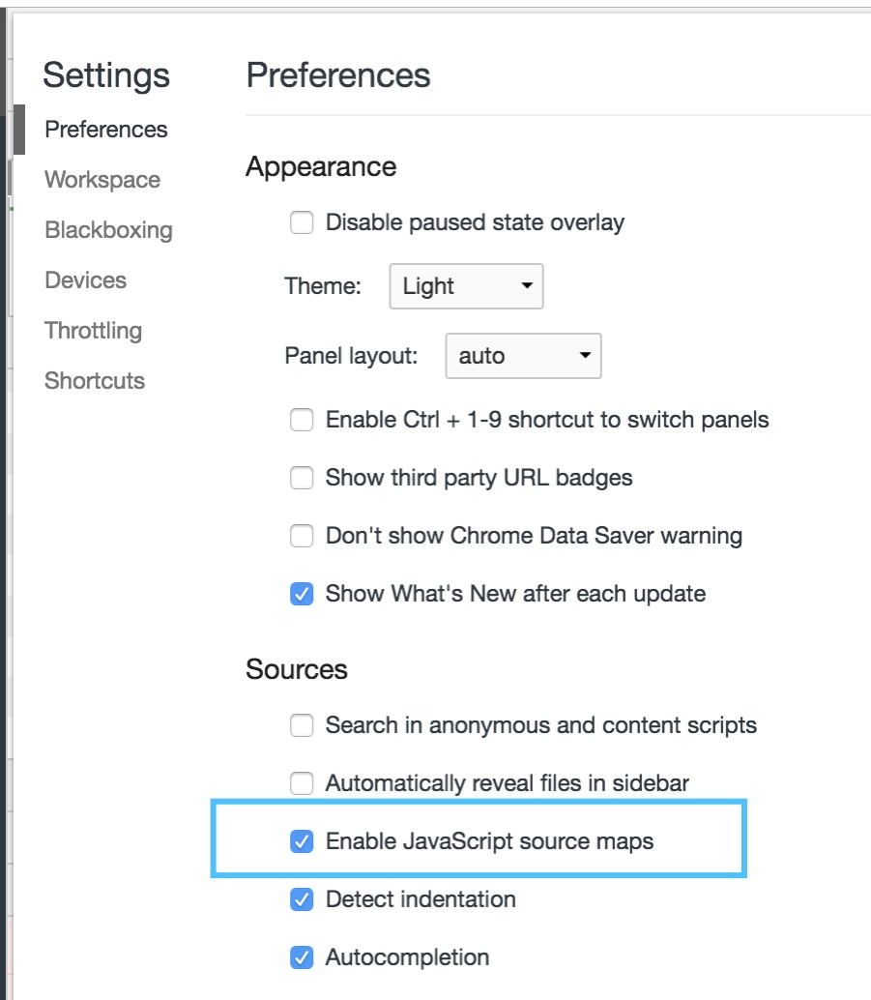 Settings
Preferences
Workspace
Blackboxing
Devices
Throttling
Shortcuts
Preferences
Appearance
Disable paused state overlay
Theme: Light
Panel layout: auto
Enable Ctrl + 1-9 shortcut to switch panels
Show third party URL badges
Don't show Chrome Data Saver warning
Show What's New after each update
Sources
Search in anonymous and content scripts
Automatically reveal files in sidebar
Enable JavaScript source maps
Detect indentation
Autocompletion